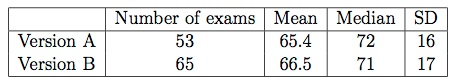 Number of exams Mean Median SD
Version A 53 65.4 72 16
Version B 65 66.5 71 17